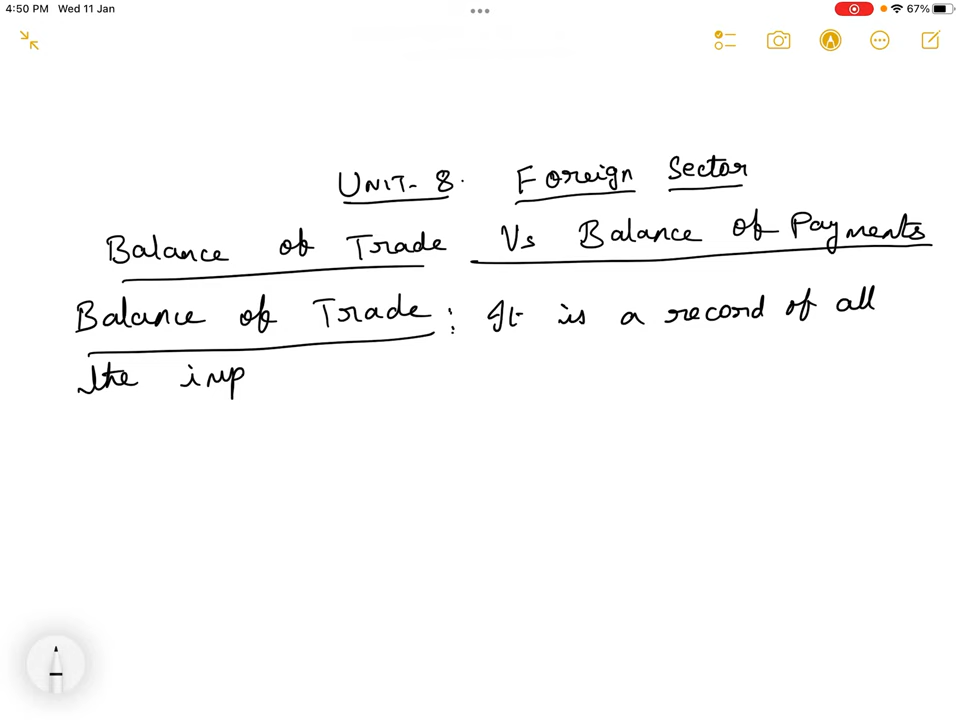 4:50 PM Wed 11 Jan
67%
UNIT- 8. Foreign Sector
Balance of Trade Vs Balance of Payments
Balance of Trade : It is a record of all
the imp